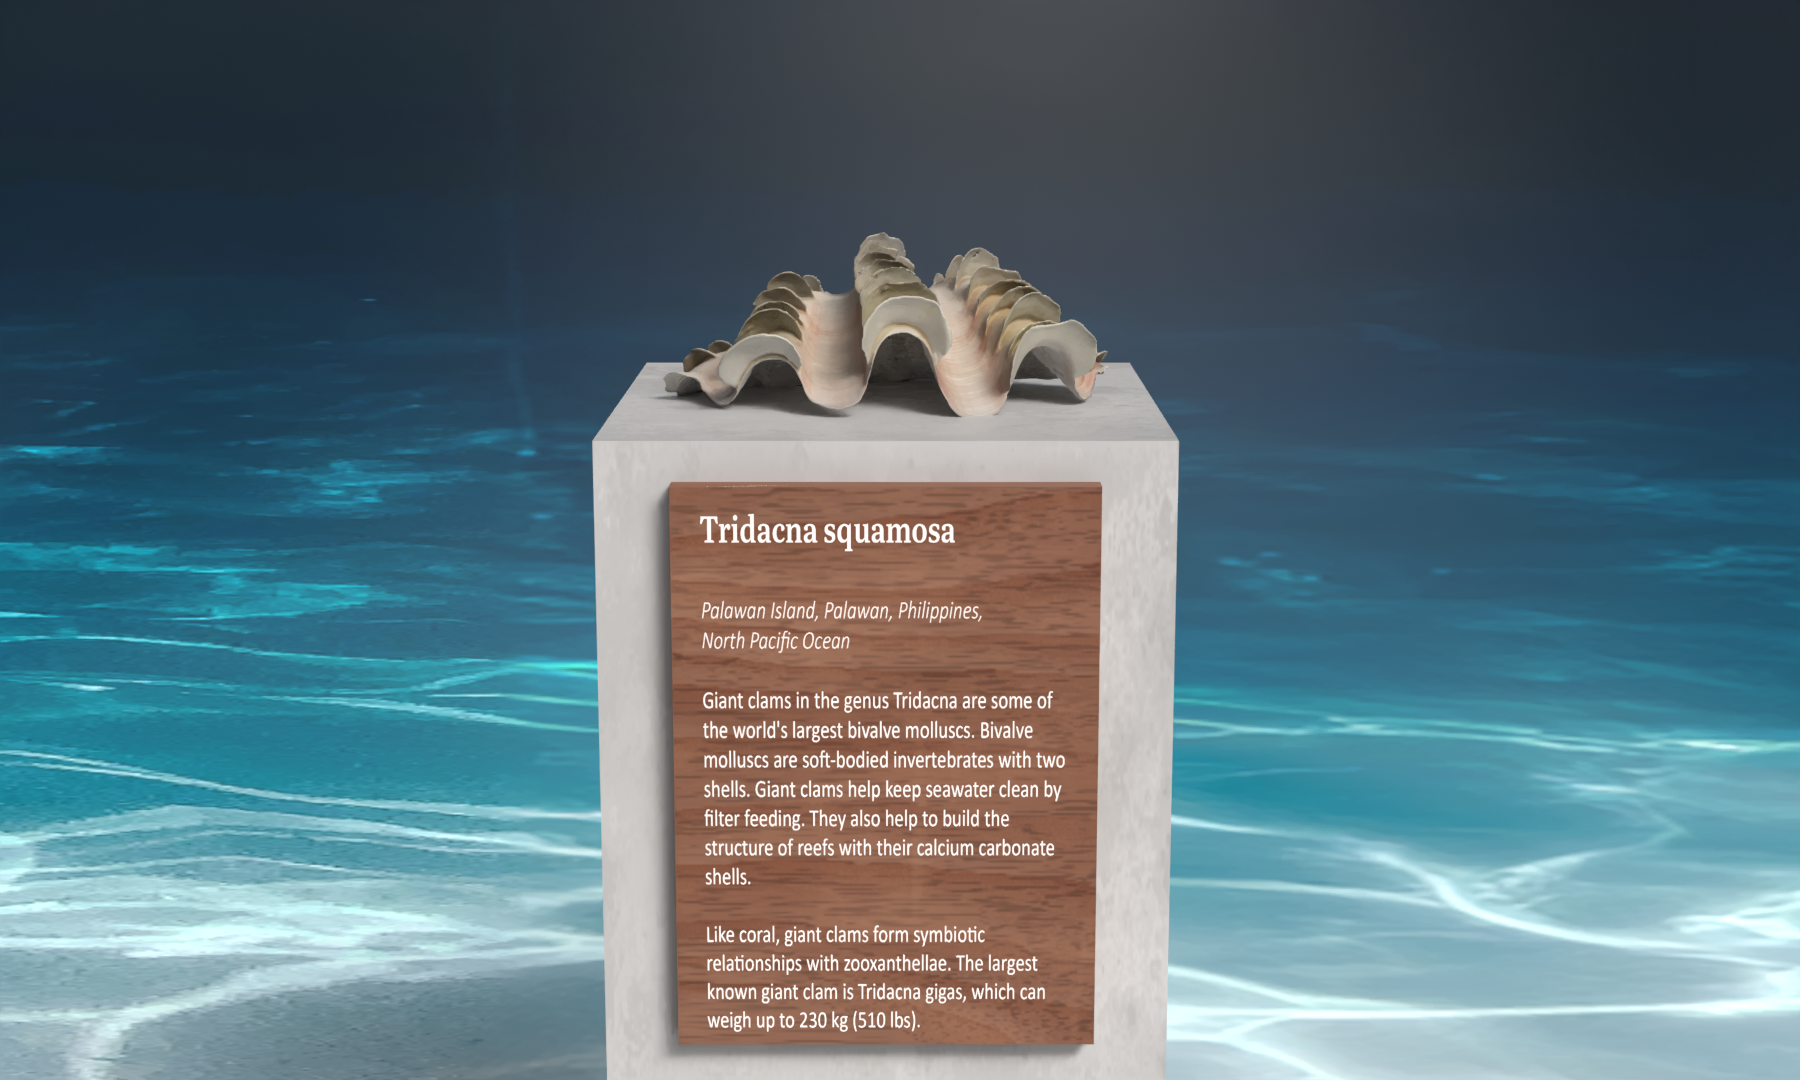 Tridacna squamosa
Palawan Island, Palawan, Philippines,
North Pacific Ocean
Giant clams in the genus Tridacna are some of
the world's largest bivalve molluscs. Bivalve
molluscs are soft-bodied invertebrates with two
shells. Giant clams help keep seawater clean by
filter feeding. They also help to build the
structure of reefs with their calcium carbonate
shells.
Like coral, giant clams form symbiotic
relationships with zooxanthellae. The largest
known giant clam is Tridacna gigas, which can
weigh up to 230 kg (510 lbs).